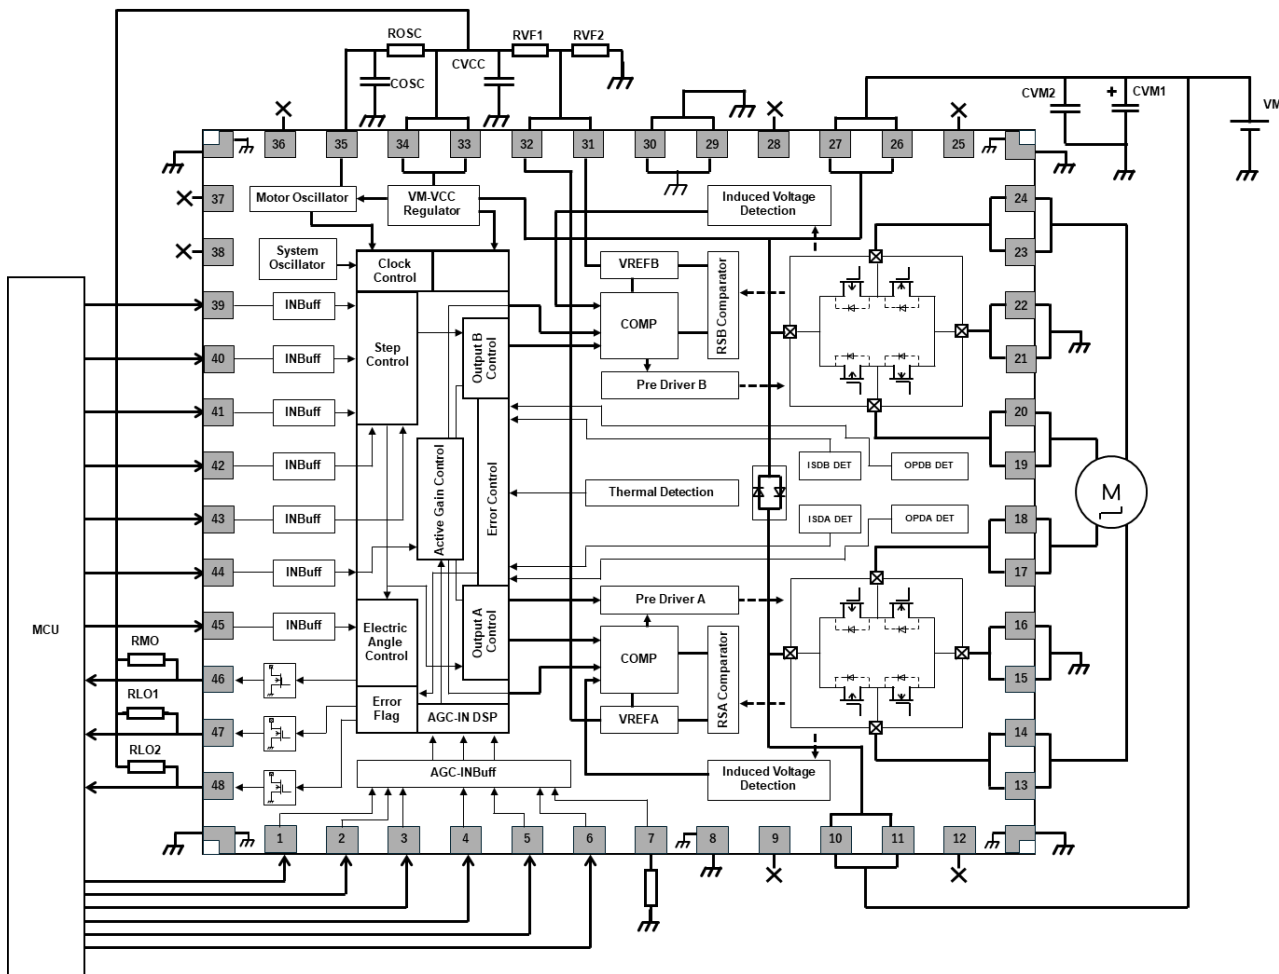 ROSC
RVF1
RVF2
COSC
CVCC
CVM2
+
CVM1
VM
36
35
34
33
32
31
30
29
28
27
26
25
37
Motor Oscillator
VM-VCC
Regulator
Induced Voltage
Detection
24
38
System
Oscillator
Clock
Control
VREFB
23
39
INBuff
Step
Control
COMP
RSB Comparator
22
40
INBuff
Output B
Control
Pre Driver B
21
41
INBuff
20
42
INBuff
Active Gain Control
Error Control
Thermal Detection
ISDB DET
OPDB DET
19
M
43
INBuff
ISDA DET
OPDA DET
18
44
INBuff
17
MCU
45
INBuff
Electric
Angle
Control
Output A
Control
Pre Driver A
16
RMO
46
COMP
RSA Comparator
15
RLO1
47
Error
Flag
AGC-IN DSP
VREFA
14
RLO2
48
AGC-INBuff
Induced Voltage
Detection
13
1
2
3
4
5
6
7
8
9
10
11
12